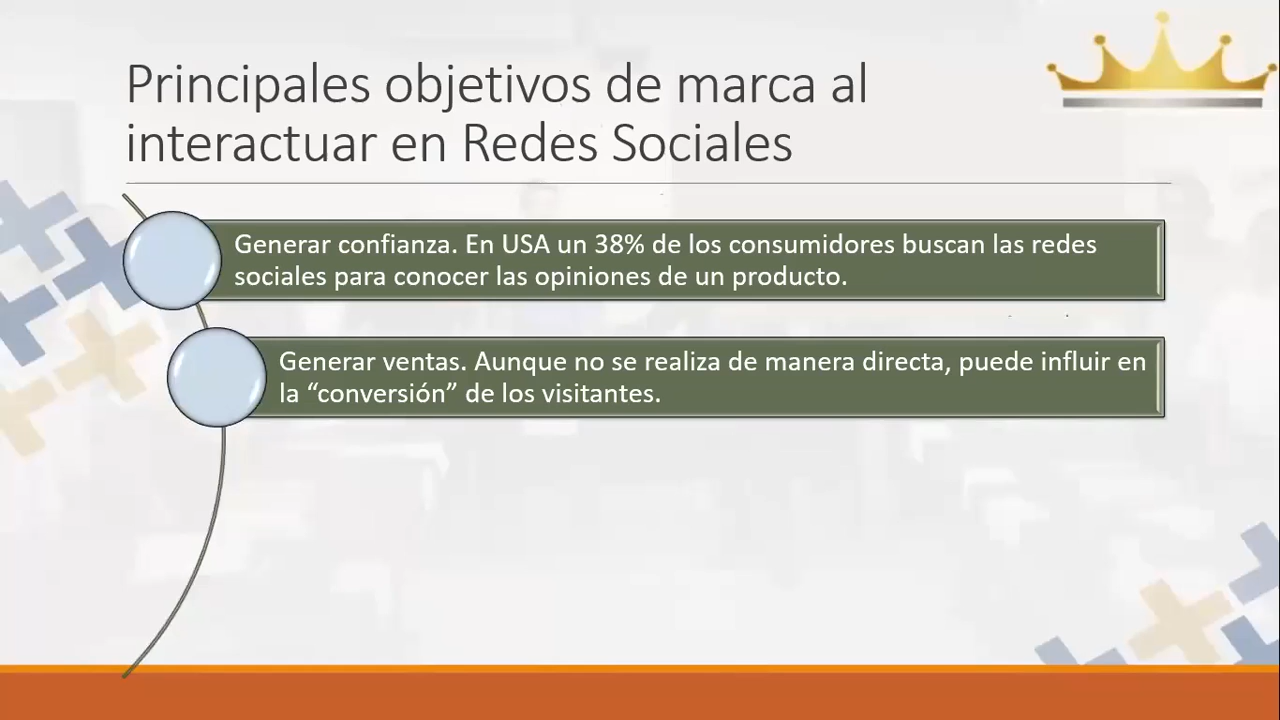 Principales objetivos de marca al
interactuar en Redes Sociales
Generar confianza. En USA un 38% de los consumidores buscan las redes
sociales para conocer las opiniones de un producto.
Generar ventas. Aunque no se realiza de manera directa, puede influir en
la “conversión” de los visitantes.